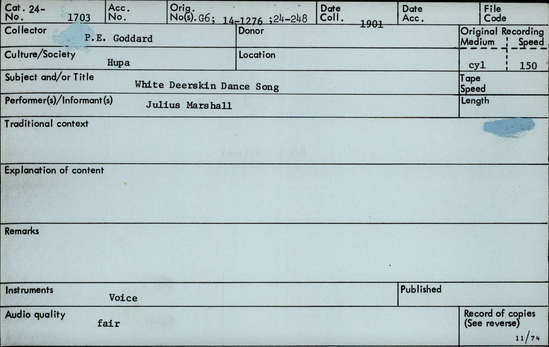 Cat. 24- 1703 Acc. No. Orig. No(s). G6; 14-1276 ;24-248 Date Coll. 1901 Date Acc. File Code
Collector P.E. Goddard Donor Original Recording Medium Speed
Culture/Society Hupa Location cyl 150
Subject and/or Title White Deerskin Dance Song Tape Speed
Performer(s)/Informant(s) Julius Marshall Length
Traditional context
Explanation of content
Remarks
Instruments Voice Published
Audio quality fair Record of copies (See reverse) 11/74